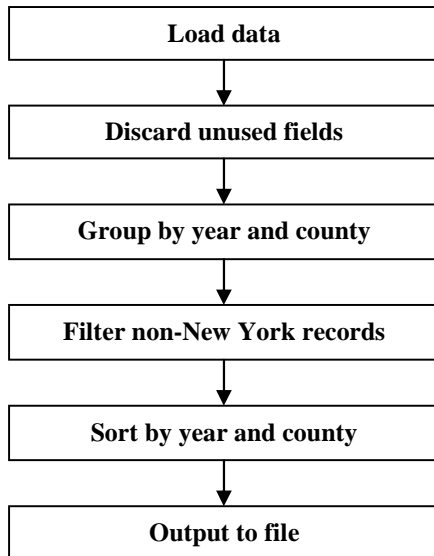 Load data
Discard unused fields
Group by year and county
Filter non-New York records
Sort by year and county
Output to file